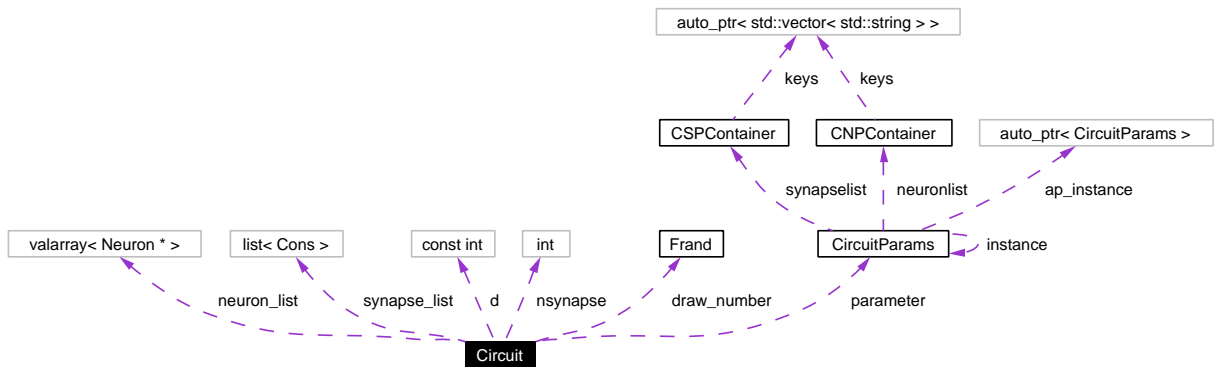 auto_ptr< std::vector< std::string > >
keys
keys
CSPContainer
CNPContainer
auto_ptr< CircuitParams >
synapselist
neuronlist
ap_instance
valarray< Neuron * >
list< Cons >
const int
int
Frand
CircuitParams
instance
neuron_list
synapse_list
d
nsynapse
draw_number
parameter
Circuit